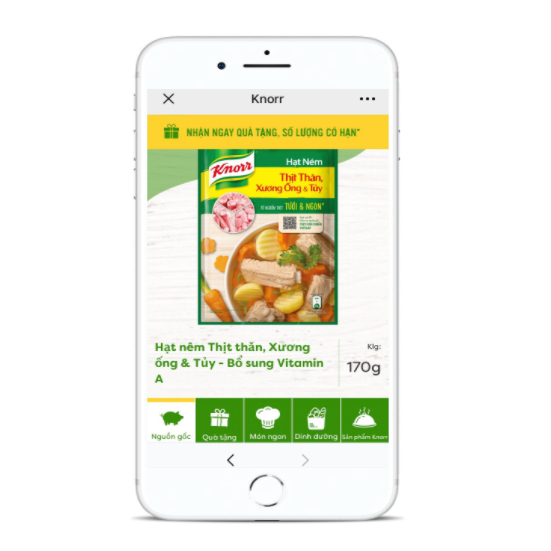 Knorr
NHẬN NGAY QUÀ TẶNG, SỐ LƯỢNG CÓ HẠN*
Knorr
Hạt Nêm
Thịt Thăn,
Xương Ống & Tủy
TƯƠI & NGON*
Hạt nêm Thịt thăn, Xương
ống & Tủy - Bổ sung Vitamin
A
Klg:
170g
Nguồn gốc
Quà tặng
Món ngon
Dinh dưỡng
Sản phẩm Knorr